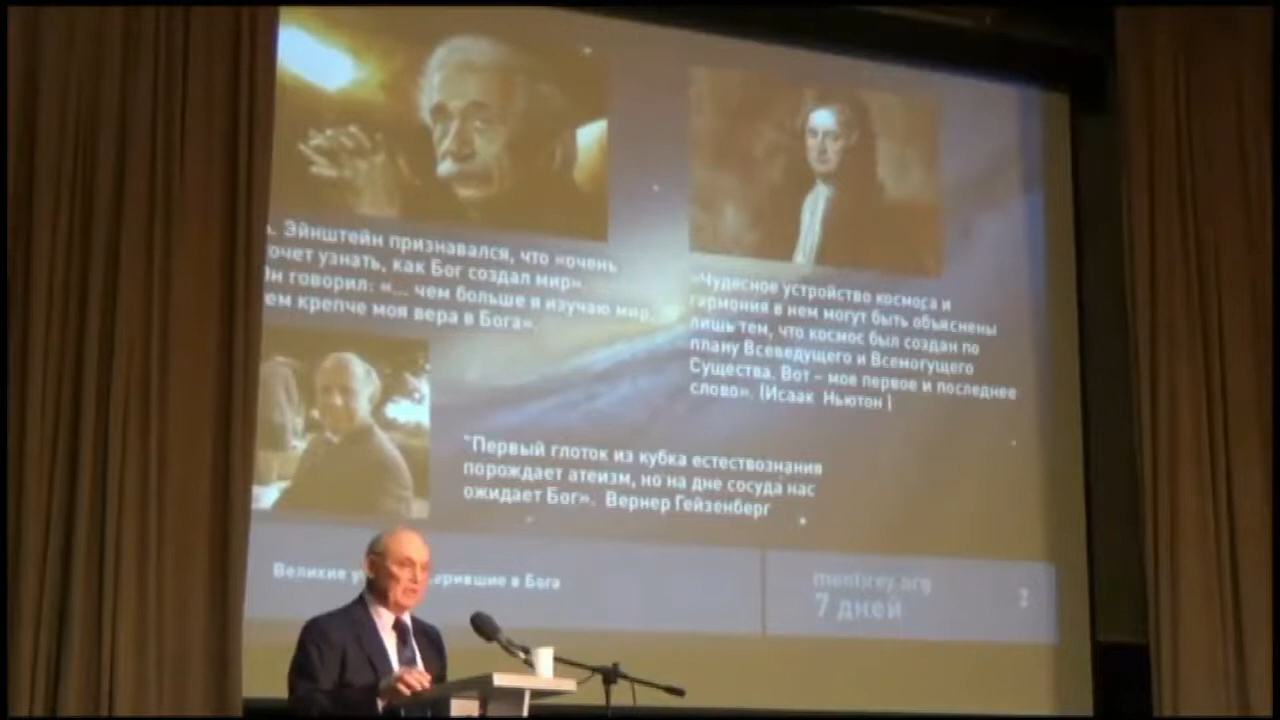 Эйнштейн признавался, что «очень
очет узнать, как Бог создал мир».
Он говорил: «... чем больше я изучаю мир,
ем крепче моя вера в Бога».
«Чудесное устройство космоса и
гармония в нем могут быть объяснены
лишь тем, что космос был создан по
плану Всеведущего и Всемогущего
Существа. Вот – мое первое и последнее
слово». (Исаак Ньютон )
"Первый глоток из кубка естествознания
порождает атеизм, но на дне сосуда нас
ожидает Бог». Вернер Гейзенберг
Великие у ерившие в Бога
7 дней